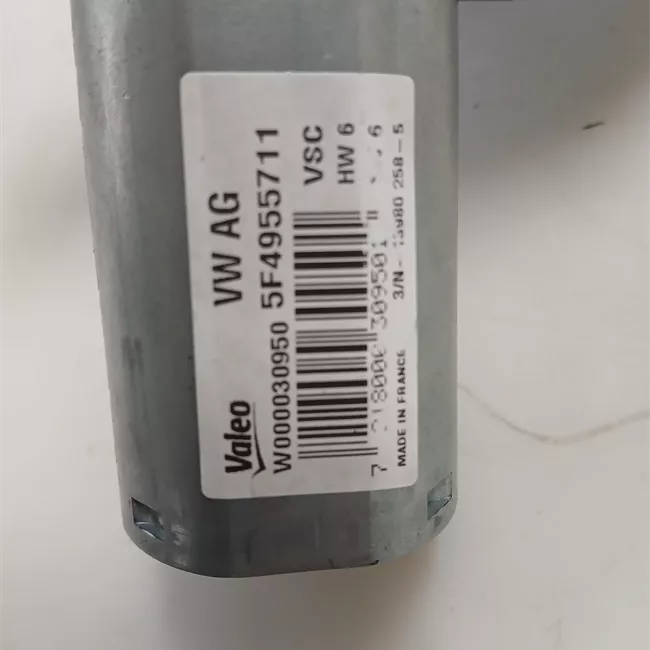 VW AG
5F4955711
VSC
HW 6
Valeo
W000030950
MADE IN FRANCE
258-5